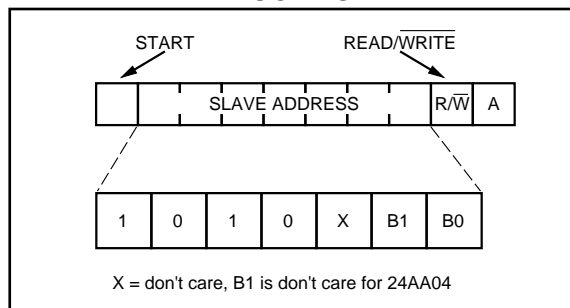 START READ/WRITE
SLAVE ADDRESS R/W A
1 0 1 0 X B1 B0
X = don't care, B1 is don't care for 24AA04